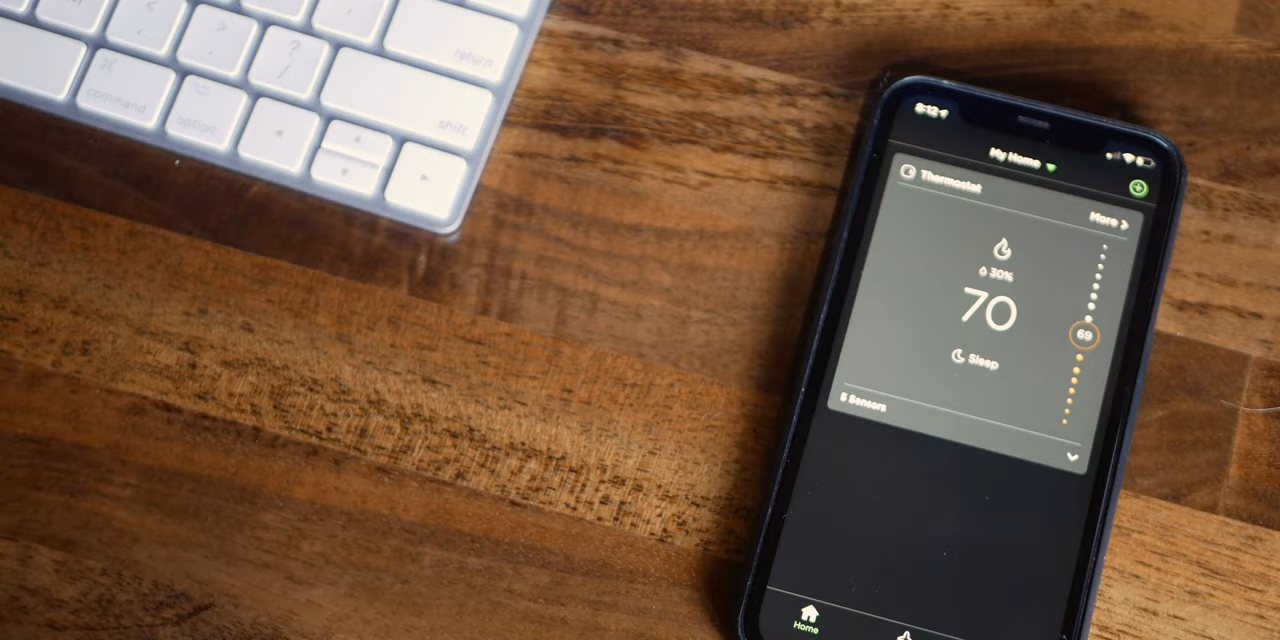 return
?
/
shift
command
option
8:12
My Home
Thermostat
More
30%
70
69
Sleep
5 Sensors
Home